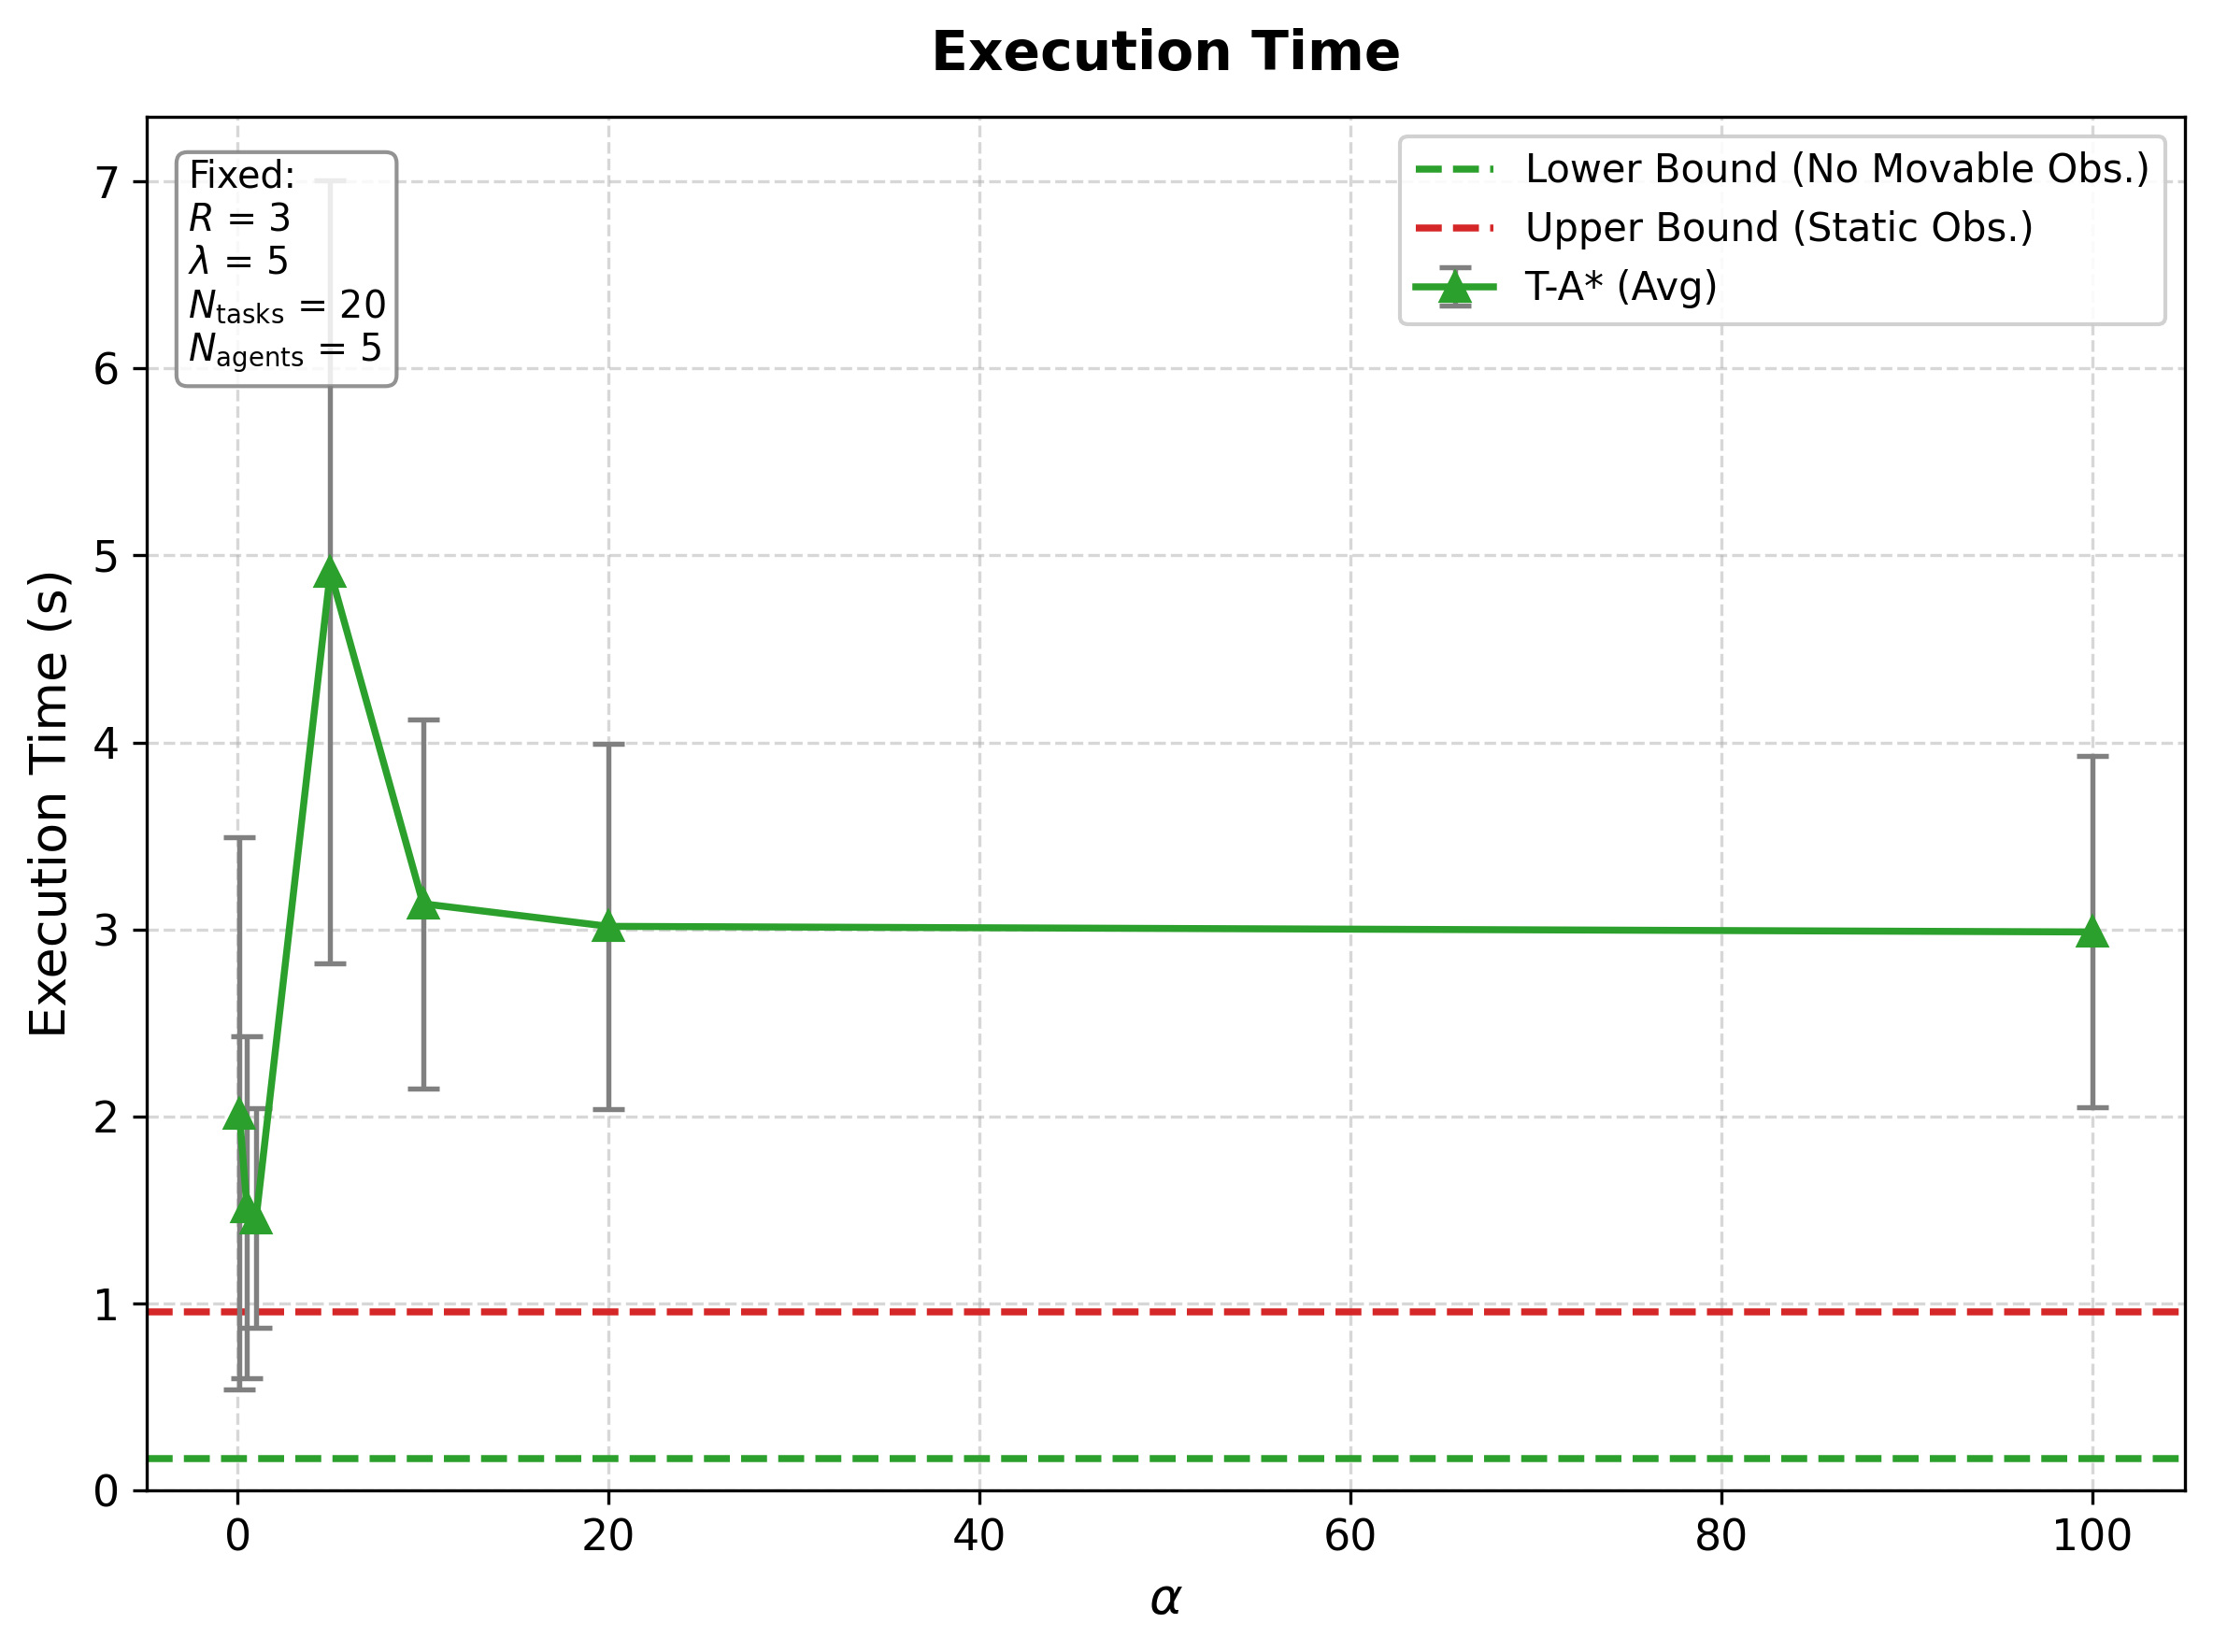 Execution Time
Fixed:
R = 3
λ = 5
N_tasks = 20
N_agents = 5
Lower Bound (No Movable Obs.)
Upper Bound (Static Obs.)
T-A* (Avg)
Execution Time (s)
7
6
5
4
3
2
1
0
0 20 40 60 80 100
α